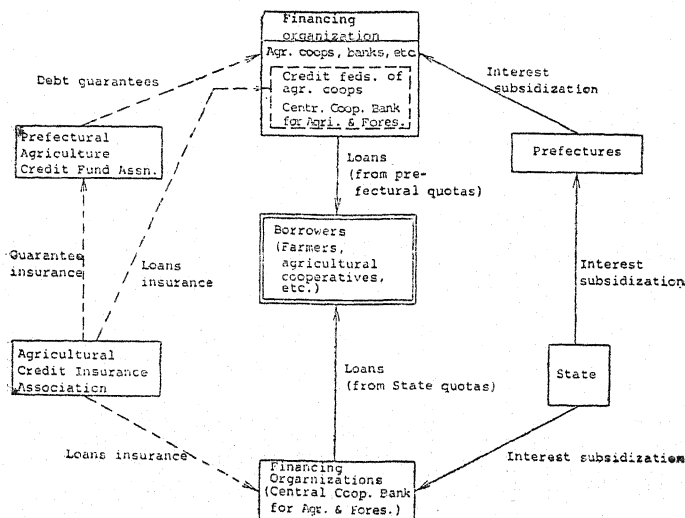 Financing
organization
Agr. coops, banks, etc
Credit feds. of
agr. coops
Centr. Coop. Bank
for Agri. & Fores.
Debt guarantees
Interest
subsidization
Prefectural
Agriculture
Credit Fund Assn.
Prefectures
Loans
(from pre-
fectural quotas)
Borrowers
(Farmers,
agricultural
cooperatives,
etc.)
Guarantee
insurance
Loans
insurance
Interest
subsidization
Agricultural
Credit Insurance
Association
Loans
(from State quotas)
State
Loans insurance
Interest subsidization
Financing
Orgarnizations
(Central Coop. Bank
for Agr. & Fores.)